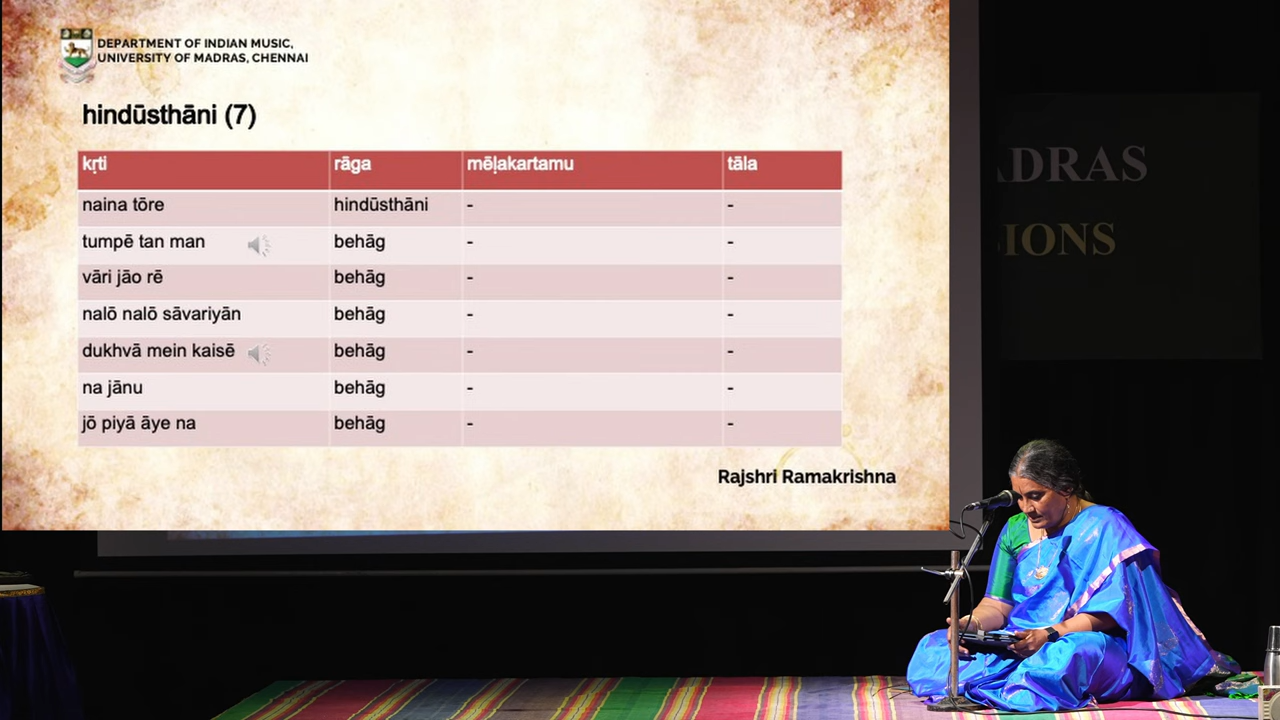 DEPARTMENT OF INDIAN MUSIC,
UNIVERSITY OF MADRAS, CHENNAI
hindūsthāni (7)
kṛti rāga mēḷakartamu tāla
naina tōre hindūsthāni - -
tumpē tan man behāg - -
vāri jāo rē behāg - -
nalō nalō sāvariyān behāg - -
dukhvā mein kaisē behāg - -
na jānu behāg - -
jō piyā āye na behāg - -
Rajshri Ramakrishna
ADRAS
IONS